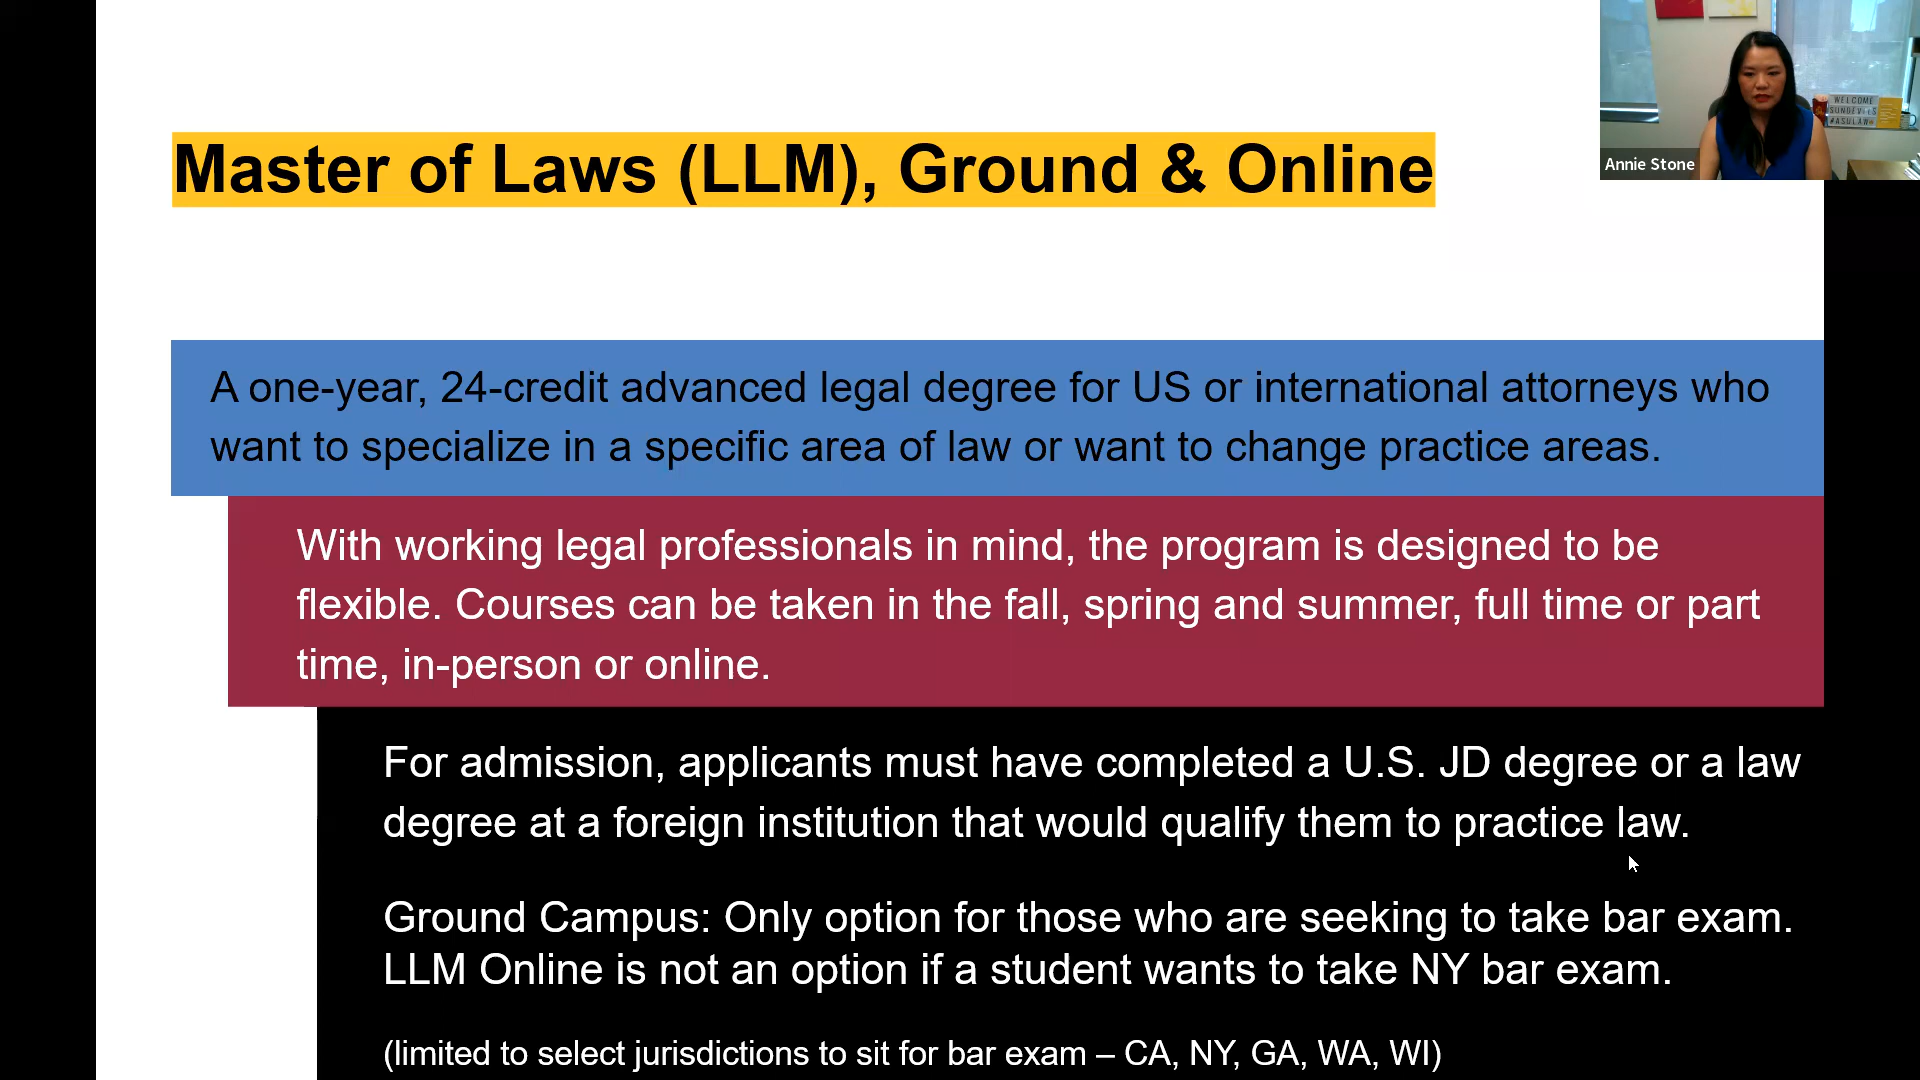 Master of Laws (LLM), Ground & Online
WELCOME
SUNDEVILS
#ASULAW
Annie Stone
A one-year, 24-credit advanced legal degree for US or international attorneys who
want to specialize in a specific area of law or want to change practice areas.
With working legal professionals in mind, the program is designed to be
flexible. Courses can be taken in the fall, spring and summer, full time or part
time, in-person or online.
For admission, applicants must have completed a U.S. JD degree or a law
degree at a foreign institution that would qualify them to practice law.
Ground Campus: Only option for those who are seeking to take bar exam.
LLM Online is not an option if a student wants to take NY bar exam.
(limited to select jurisdictions to sit for bar exam – CA, NY, GA, WA, WI)